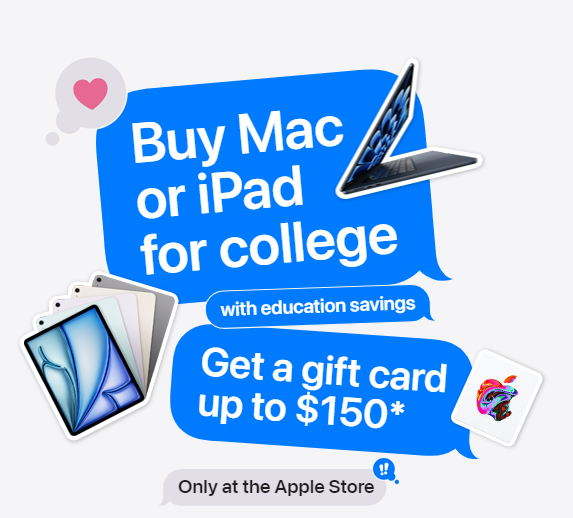 Buy Mac
or iPad
for college
with education savings
Get a gift card
up to $150*
!!
Only at the Apple Store